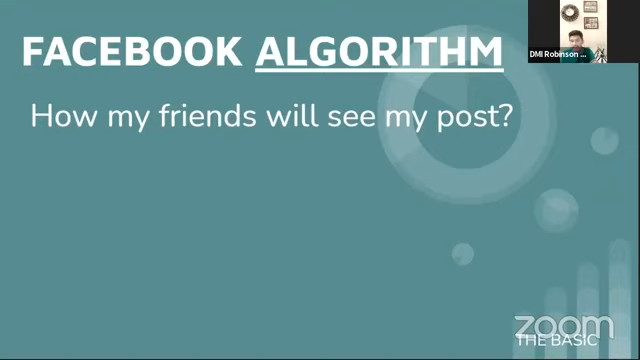 FACEBOOK ALGORITHM
DMI Robinson ...
How my friends will see my post?
zoom
THE BASIC